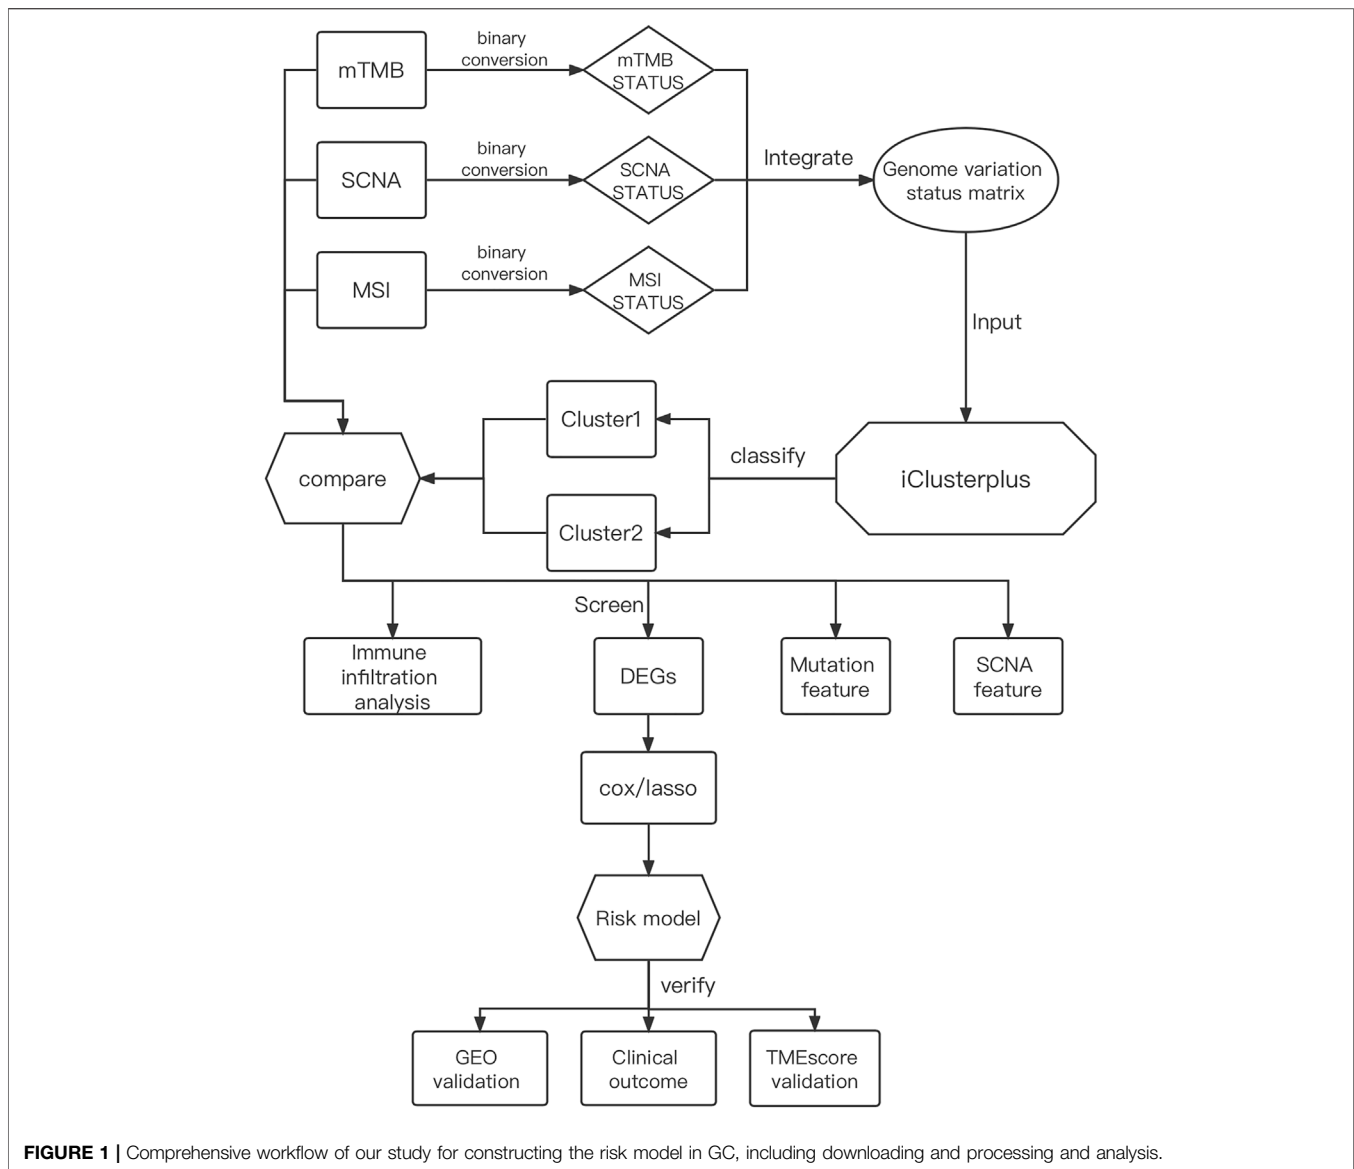 mTMB
binary
conversion
mTMB
STATUS
SCNA
binary
conversion
SCNA
STATUS
Integrate
Genome variation
status matrix
MSI
binary
conversion
MSI
STATUS
Input
Cluster1
classify
iClusterplus
compare
Cluster2
Screen
Immune
infiltration
analysis
DEGs
Mutation
feature
SCNA
feature
cox/lasso
Risk model
verify
GEO
validation
Clinical
outcome
TMEscore
validation
FIGURE 1 | Comprehensive workflow of our study for constructing the risk model in GC, including downloading and processing and analysis.